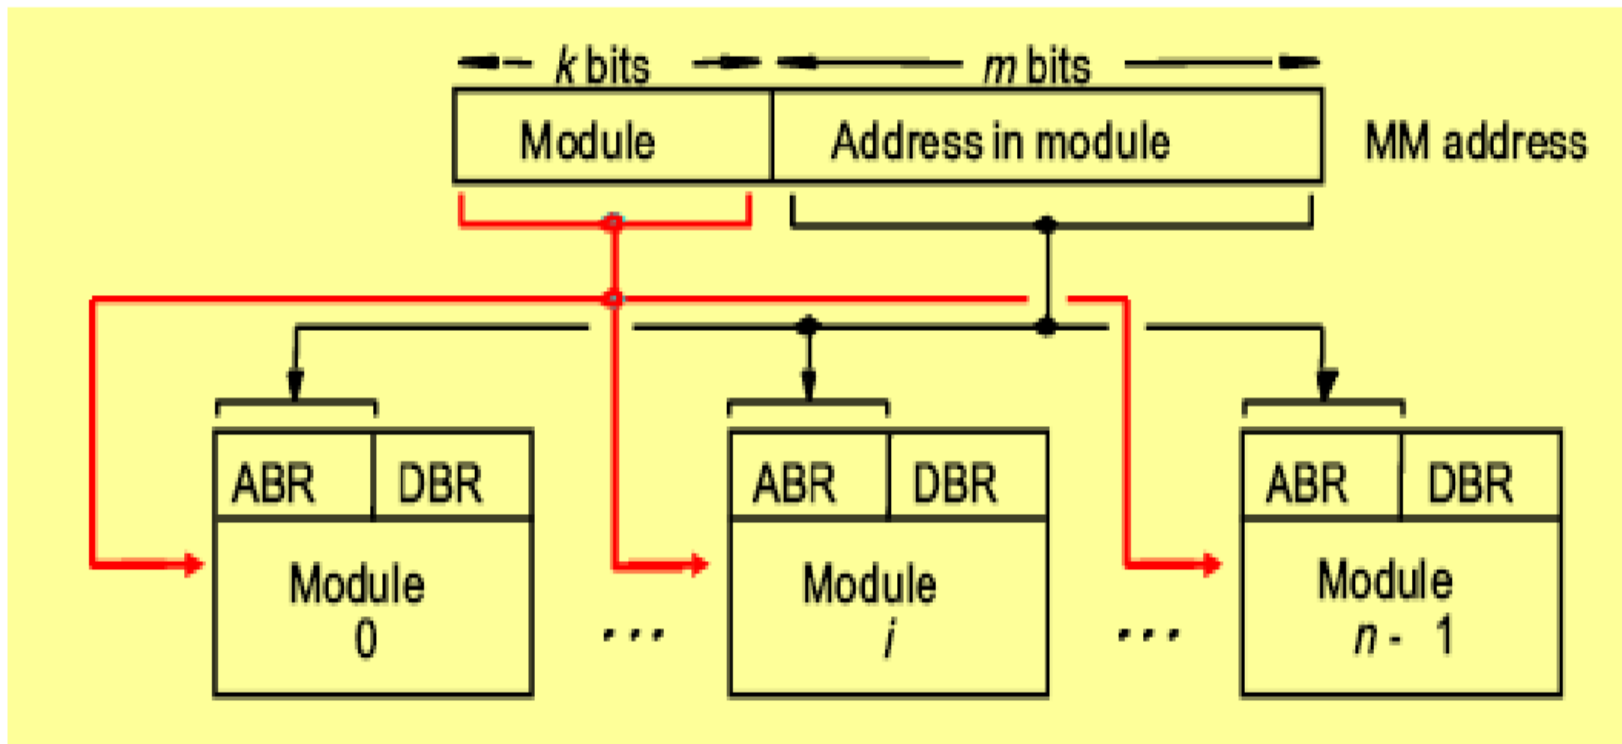 k bits m bits
Module Address in module MM address
ABR DBR ABR DBR ABR DBR
Module Module Module
0 ... i ... n - 1